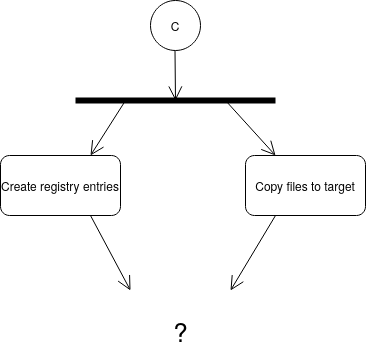 C
Create registry entries
Copy files to target
?